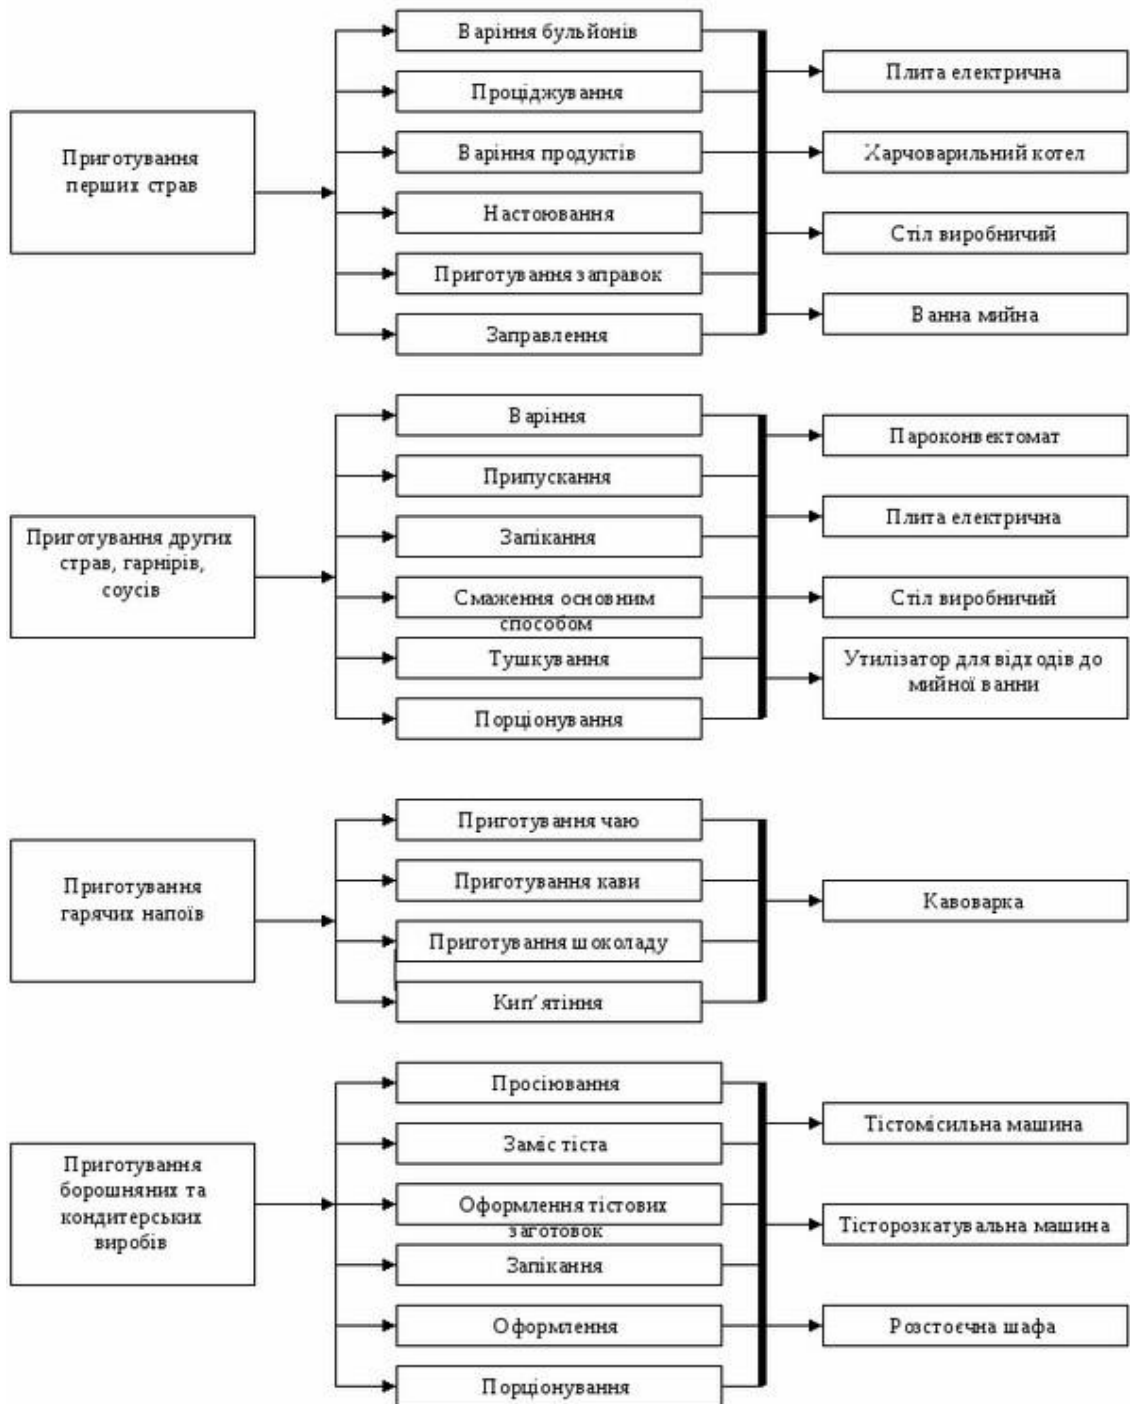 Приготування
перших страв
Варіння бульйонів
Проціджування
Варіння продуктів
Настоювання
Приготування заправок
Заправлення
Плита електрична
Харчоварильний котел
Стіл виробничий
Ванна мийна
Приготування других
страв, гарнірів,
соусів
Варіння
Припускання
Запікання
Смаження основним
способом
Тушкування
Порціонування
Пароконвектомат
Плита електрична
Стіл виробничий
Утилізатор для відходів до
мийної ванни
Приготування
гарячих напоїв
Приготування чаю
Приготування кави
Приготування шоколаду
Кип’ятіння
Кавоварка
Приготування
борошняних та
кондитерських
виробів
Просіювання
Заміс тіста
Оформлення тістових
заготовок
Запікання
Оформлення
Порціонування
Тістомісильна машина
Тісторозкатувальна машина
Розстоєчна шафа